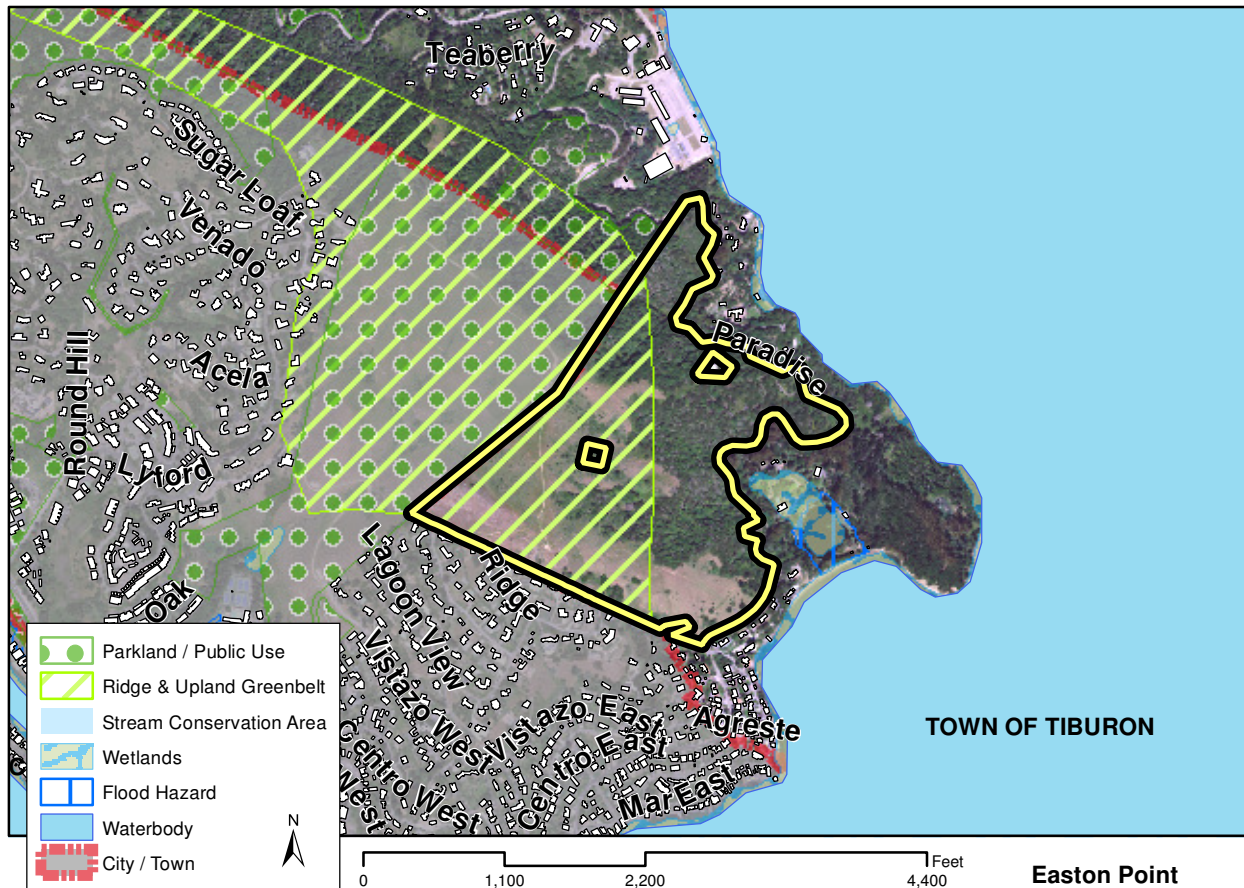 Teaberry
Sugar Loaf
Venado
Acela
Round Hill
Lyford
Paradise
Oak
Lagoon View
Ridge
Vistazo West
Vistazo East
Agreste
Centro West
Centro East
Mar East
West
TOWN OF TIBURON
Parkland / Public Use
Ridge & Upland Greenbelt
Stream Conservation Area
Wetlands
Flood Hazard
Waterbody
City / Town
N
Feet
0 1,100 2,200 4,400
Easton Point